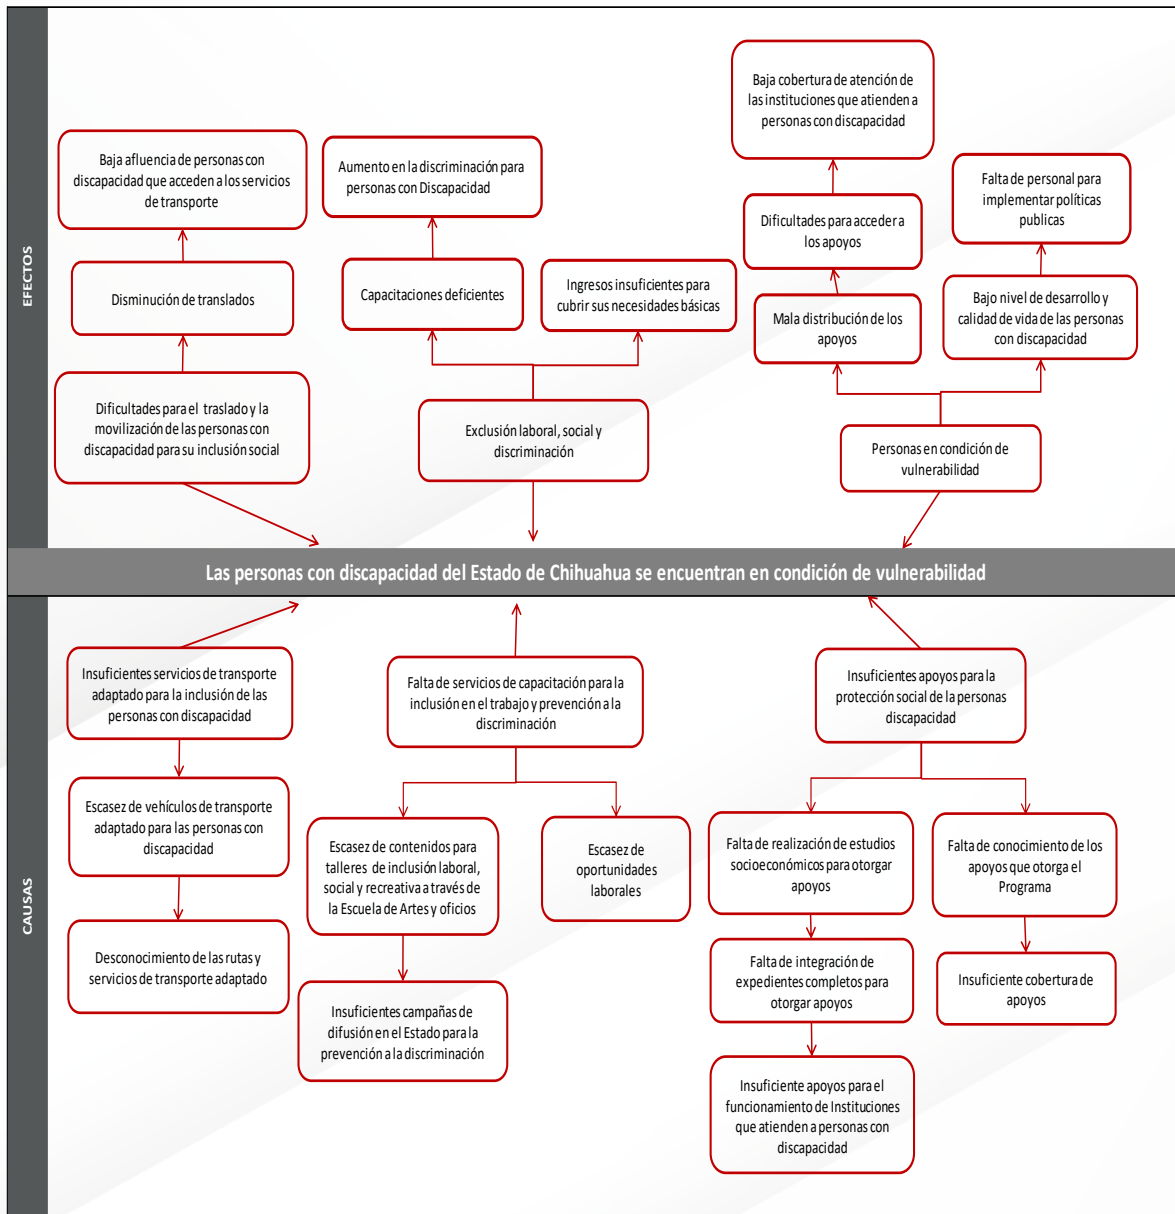 EFECTOS
Baja cobertura de atención de
las instituciones que atienden a
personas con discapacidad
Baja afluencia de personas con
discapacidad que acceden a los servicios
de transporte
Aumento en la discriminación para
personas con Discapacidad
Dificultades para acceder a
los apoyos
Falta de personal para
implementar políticas
publicas
Disminución de translados
Capacitaciones deficientes
Ingresos insuficientes para
cubrir sus necesidades básicas
Mala distribución de los
apoyos
Bajo nivel de desarrollo y
calidad de vida de las personas
con discapacidad
Dificultades para el traslado y la
movilización de las personas con
discapacidad para su inclusión social
Exclusión laboral, social y
discriminación
Personas en condición de
vulnerabilidad
Las personas con discapacidad del Estado de Chihuahua se encuentran en condición de vulnerabilidad
CAUSAS
Insuficientes servicios de transporte
adaptado para la inclusión de las
personas con discapacidad
Falta de servicios de capacitación para la
inclusión en el trabajo y prevención a la
discriminación
Insuficientes apoyos para la
protección social de la personas
discapacidad
Escasez de vehículos de transporte
adaptado para las personas con
discapacidad
Escasez de contenidos para
talleres de inclusión laboral,
social y recreativa a través de
la Escuela de Artes y oficios
Escasez de
oportunidades
laborales
Falta de realización de estudios
socioeconómicos para otorgar
apoyos
Falta de conocimiento de los
apoyos que otorga el
Programa
Desconocimiento de las rutas y
servicios de transporte adaptado
Insuficientes campañas de
difusión en el Estado para la
prevención a la discriminación
Falta de integración de
expedientes completos para
otorgar apoyos
Insuficiente cobertura de
apoyos
Insuficiente apoyos para el
funcionamiento de Instituciones
que atienden a personas con
discapacidad